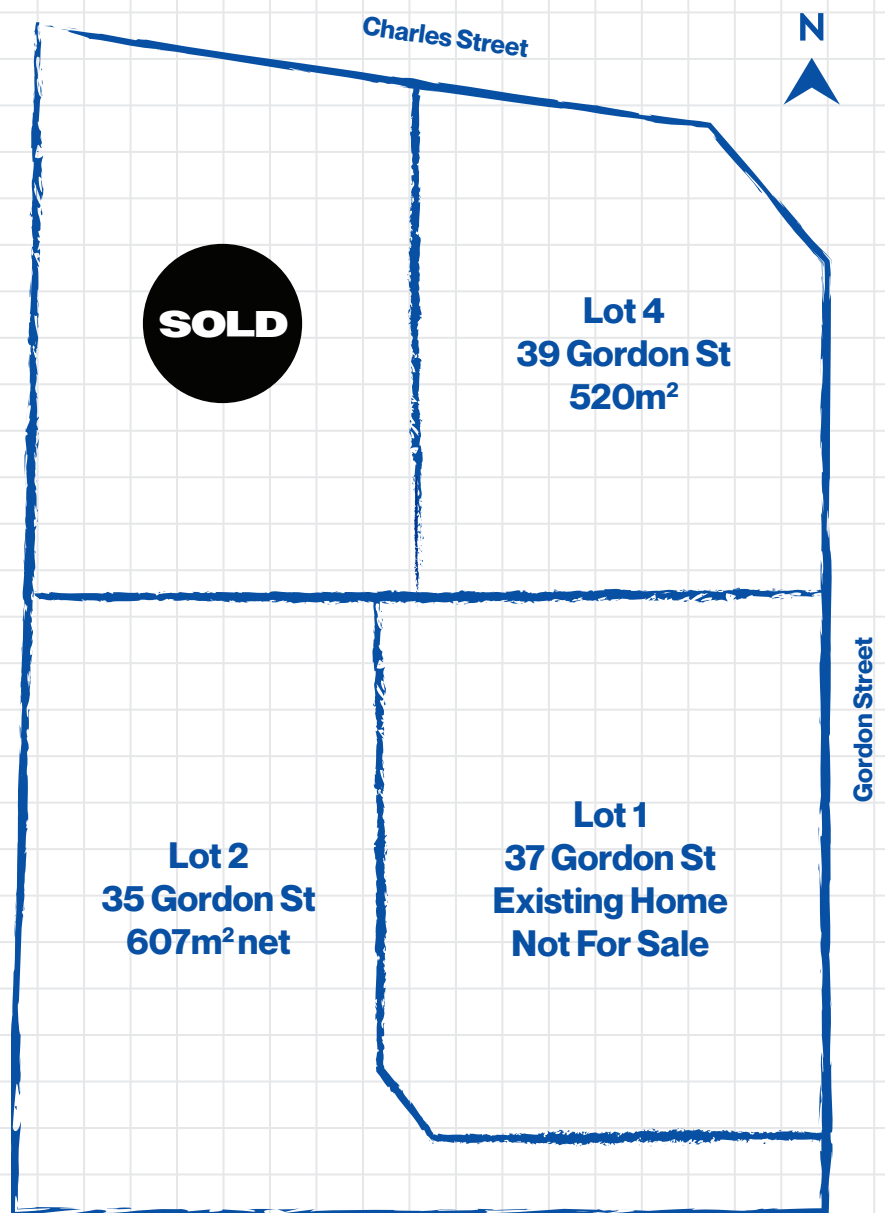 Charles Street
N
SOLD
Lot 4
39 Gordon St
520m²
Gordon Street
Lot 2
35 Gordon St
607m² net
Lot 1
37 Gordon St
Existing Home
Not For Sale